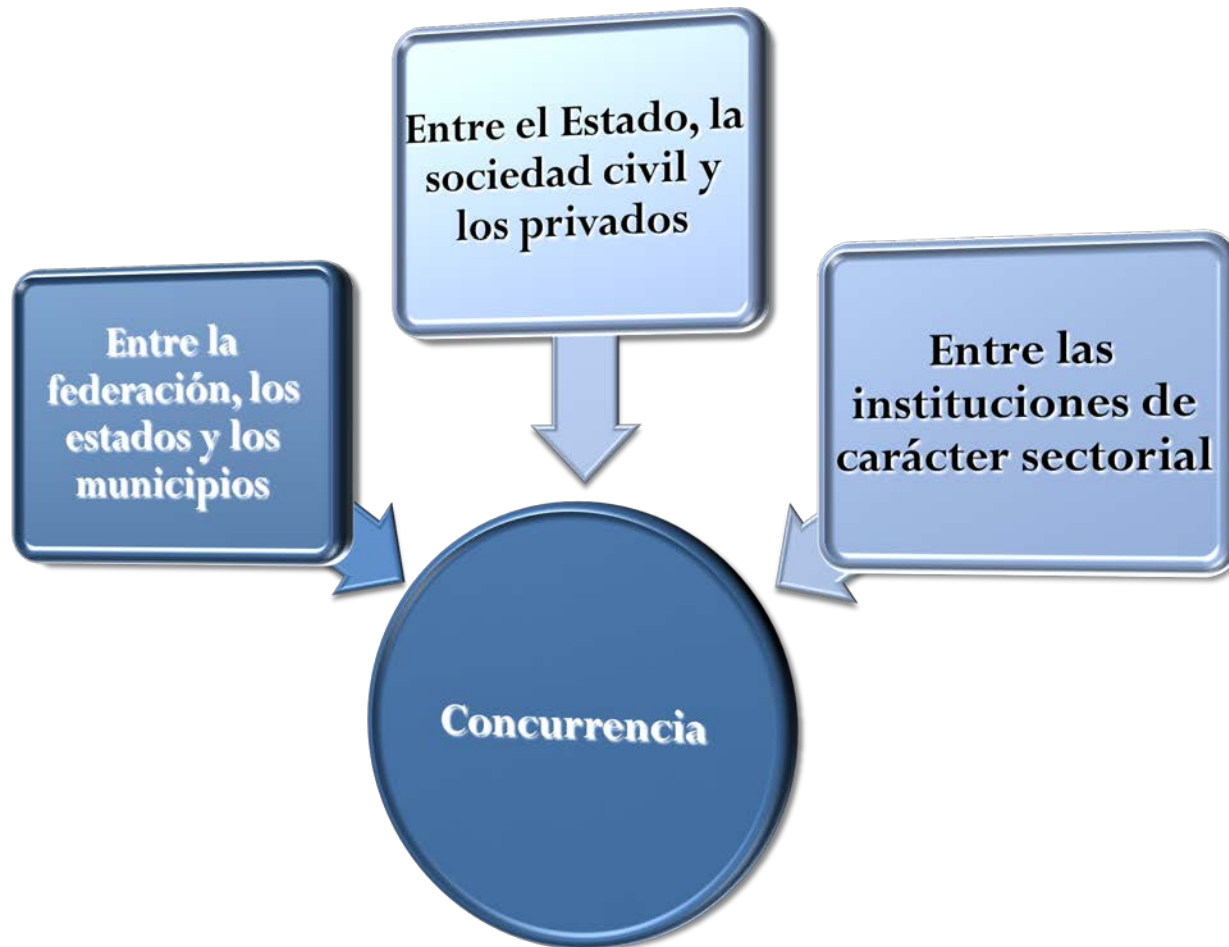 Entre el Estado, la
sociedad civil y
los privados
Entre la
federación, los
estados y los
municipios
Entre las
instituciones de
carácter sectorial
Concurrencia